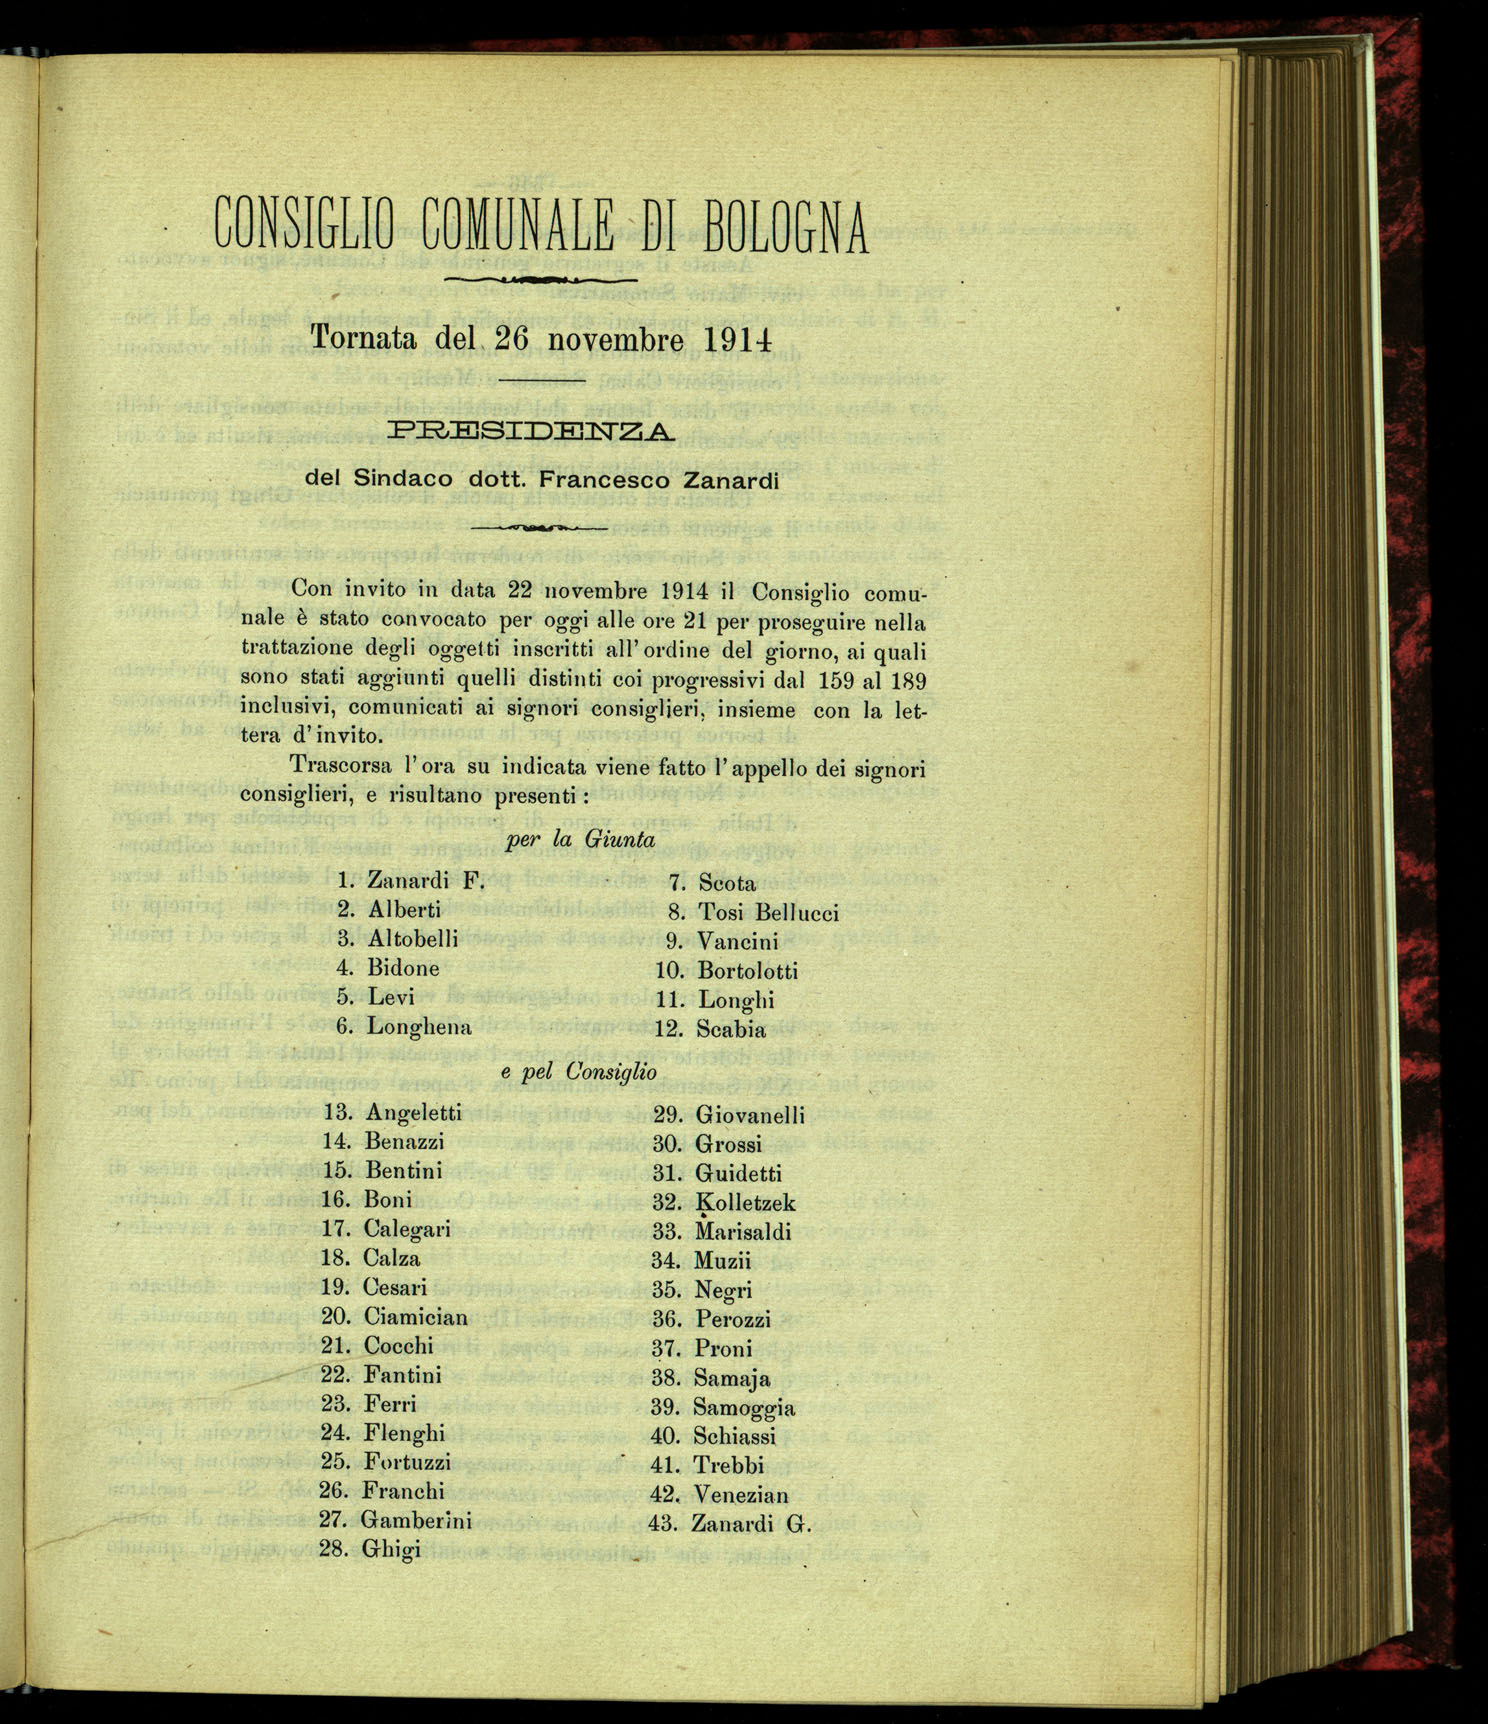 CONSIGLIO COMUNALE DI BOLOGNA
Tornata del 26 novembre 1914
PRESIDENZA
del Sindaco dott. Francesco Zanardi
Con invito in data 22 novembre 1914 il Consiglio comu-
nale è stato convocato per oggi alle ore 21 per proseguire nella
trattazione degli oggetti inscritti all' ordine del giorno, ai quali
sono stati aggiunti quelli distinti coi progressivi dal 159 al 189
inclusivi, comunicati ai signori consiglieri, insieme con la let-
tera d' invito.
Trascorsa l' ora su indicata viene fatto l' appello dei signori
consiglieri, e risultano presenti :
per la Giunta
1. Zanardi F.
2. Alberti
3. Altobelli
4. Bidone
5. Levi
6. Longhena
7. Scota
8. Tosi Bellucci
9. Vancini
10. Bortolotti
11. Longhi
12. Scabia
e pel Consiglio
13. Angeletti
14. Benazzi
15. Bentini
16. Boni
17. Calegari
18. Calza
19. Cesari
20. Ciamician
21. Cocchi
22. Fantini
23. Ferri
24. Flenghi
25. Fortuzzi
26. Franchi
27. Gamberini
28. Ghigi
29. Giovanelli
30. Grossi
31. Guidetti
32. Kolletzek
33. Marisaldi
34. Muzii
35. Negri
36. Perozzi
37. Proni
38. Samaja
39. Samoggia
40. Schiassi
41. Trebbi
42. Venezian
43. Zanardi G.